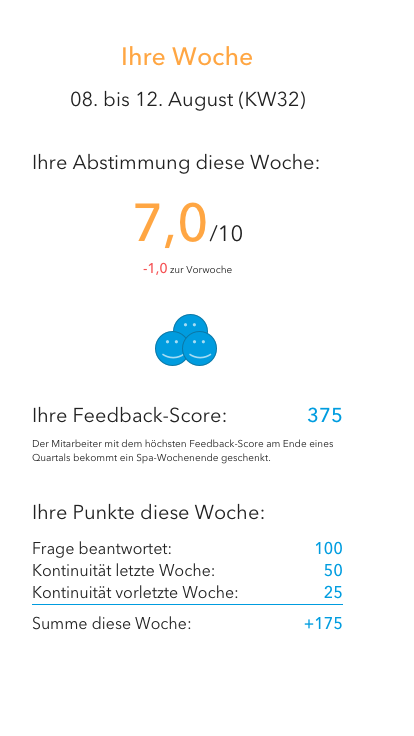 Ihre Woche
08. bis 12. August (KW32)
Ihre Abstimmung diese Woche:
7,0/10
-1,0 zur Vorwoche
Ihre Feedback-Score: 375
Der Mitarbeiter mit dem höchsten Feedback-Score am Ende eines
Quartals bekommt ein Spa-Wochenende geschenkt.
Ihre Punkte diese Woche:
Frage beantwortet: 100
Kontinuität letzte Woche: 50
Kontinuität vorletzte Woche: 25
Summe diese Woche: +175